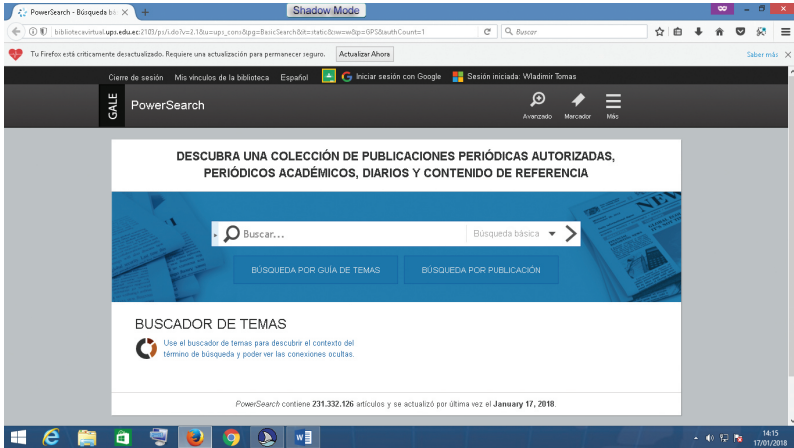 PowerSearch - Búsqueda bá
Shadow Mode
bibliotecavirtual.ups.edu.ec:2103/ps/i.do?v=2.1&u=ups_cons&pg=BasicSearch&it=static&sw=w&p=GPS&authCount=1
Buscar
Tu Firefox está críticamente desactualizado. Requiere una actualización para permanecer seguro. Actualizar Ahora Saber más
Cierre de sesión Mis vínculos de la biblioteca Español Iniciar sesión con Google Sesión iniciada: Wladimir Tomas
GALE PowerSearch
Avanzado Marcador Más
DESCUBRA UNA COLECCIÓN DE PUBLICACIONES PERIÓDICAS AUTORIZADAS,
PERIÓDICOS ACADÉMICOS, DIARIOS Y CONTENIDO DE REFERENCIA
Buscar... Búsqueda básica
BÚSQUEDA POR GUÍA DE TEMAS BÚSQUEDA POR PUBLICACIÓN
BUSCADOR DE TEMAS
Use el buscador de temas para descubrir el contexto del
término de búsqueda y poder ver las conexiones ocultas.
PowerSearch contiene 231.332.126 artículos y se actualizó por última vez el January 17, 2018.
14:15
17/01/2018